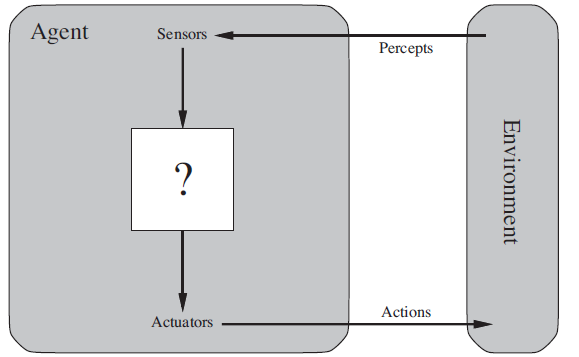 Agent
Sensors
Percepts
?
Environment
Actuators
Actions